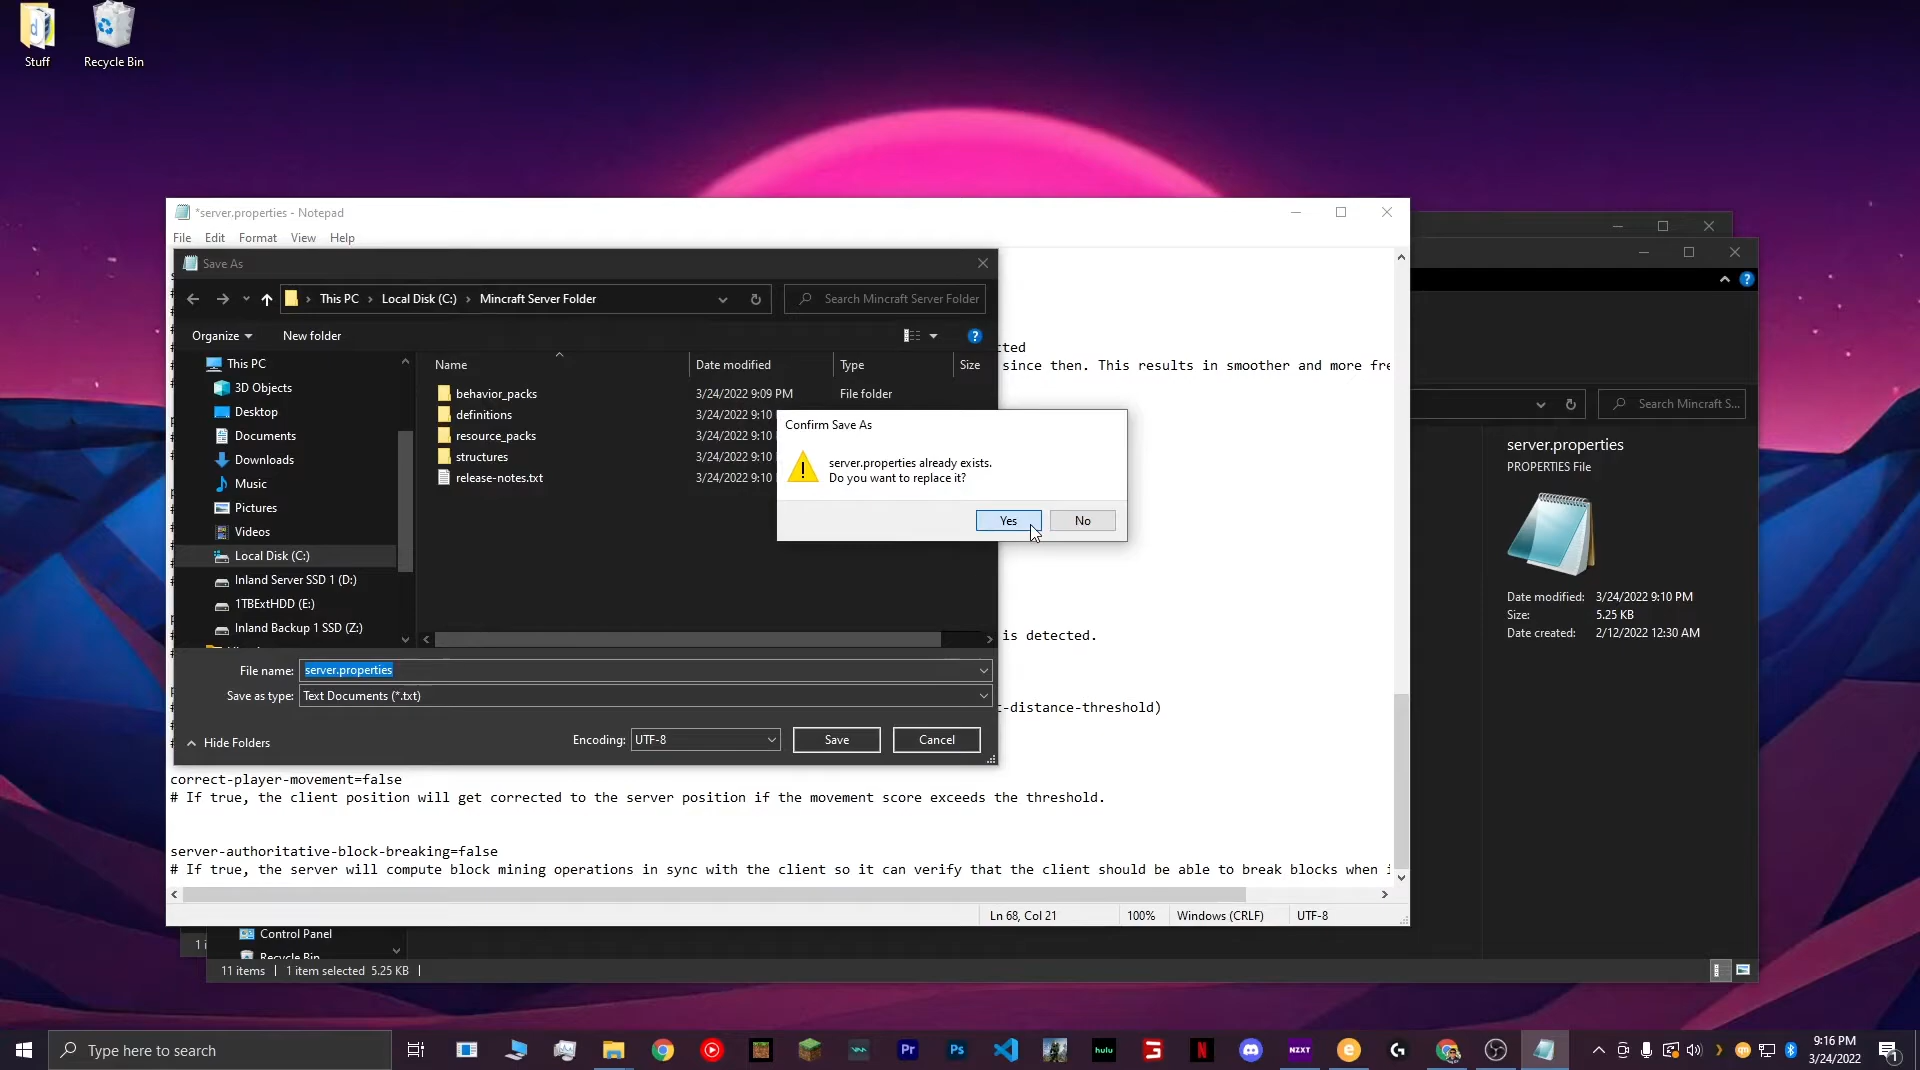 Stuff
Recycle Bin
*server.properties - Notepad
File Edit Format View Help
Save As
This PC › Local Disk (C:) › Mincraft Server Folder
Search Mincraft Server Folder
Organize
New folder
This PC
3D Objects
Desktop
Documents
Downloads
Music
Pictures
Videos
Local Disk (C:)
Inland Server SSD 1 (D:)
1TBExtHDD (E:)
Inland Backup 1 SSD (Z:)
Name Date modified Type Size
behavior_packs 3/24/2022 9:09 PM File folder
definitions 3/24/2022 9:10
resource_packs 3/24/2022 9:10
structures 3/24/2022 9:10
release-notes.txt 3/24/2022 9:10
Confirm Save As
server.properties already exists.
Do you want to replace it?
Yes No
File name: server.properties
Save as type: Text Documents (*.txt)
Hide Folders
Encoding: UTF-8
Save
Cancel
cted
since then. This results in smoother and more fre
is detected.
-distance-threshold)
correct-player-movement=false
# If true, the client position will get corrected to the server position if the movement score exceeds the threshold.
server-authoritative-block-breaking=false
# If true, the server will compute block mining operations in sync with the client so it can verify that the client should be able to break blocks when i
Ln 68, Col 21 100% Windows (CRLF) UTF-8
Search Mincraft S...
server.properties
PROPERTIES File
Date modified: 3/24/2022 9:10 PM
Size: 5.25 KB
Date created: 2/12/2022 12:30 AM
1 i
Control Panel
Recycle Bin
11 items 1 item selected 5.25 KB
Type here to search
Pr
Ps
hulu
N
NZXT
9:16 PM
3/24/2022
1